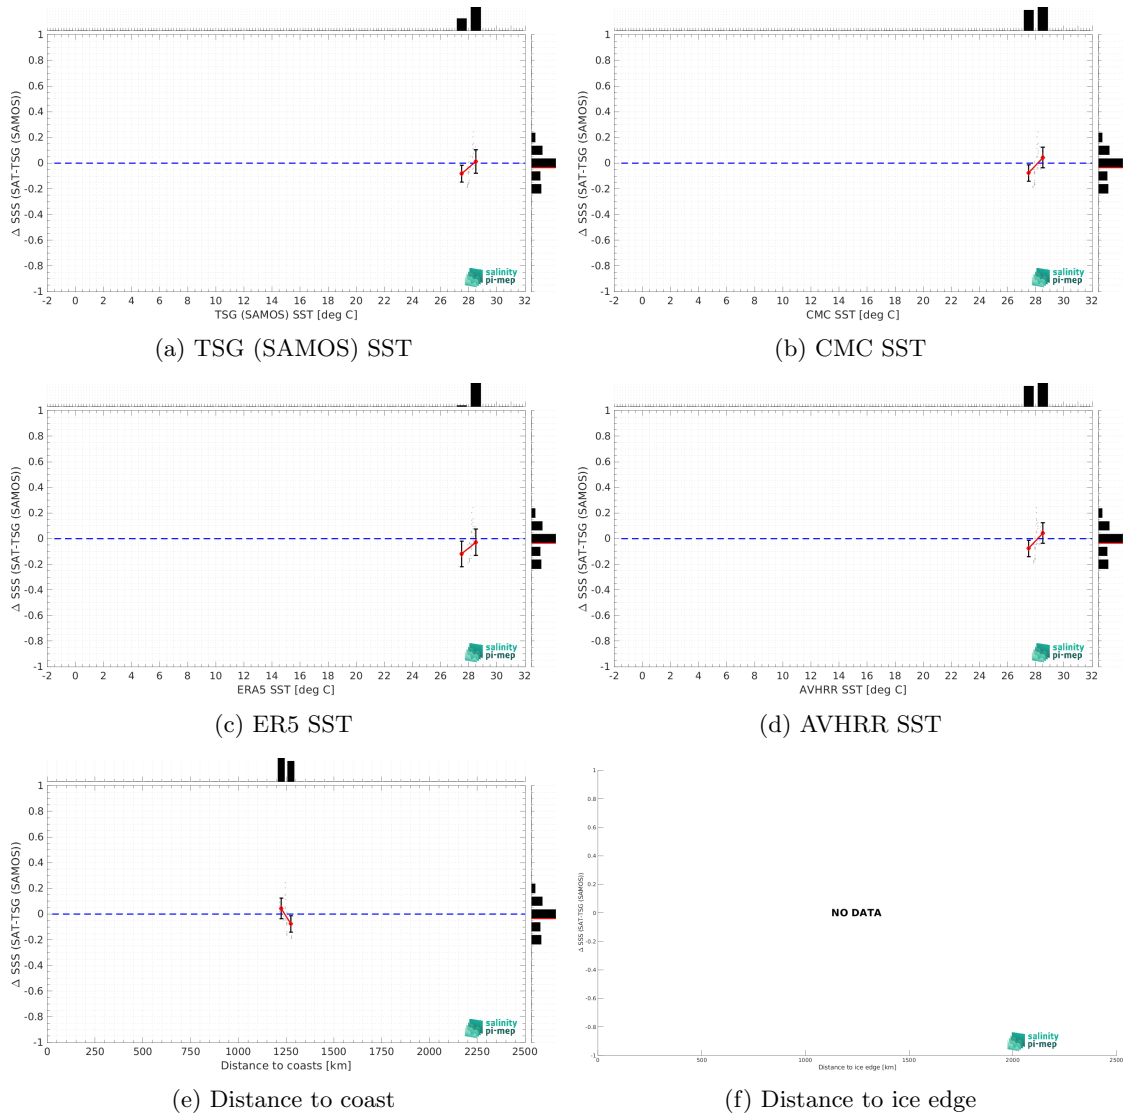 Δ SSS (SAT-TSG (SAMOS))
1
0.8
0.6
0.4
0.2
0
-0.2
-0.4
-0.6
-0.8
-1
salinity
pi-mep
-2 0 2 4 6 8 10 12 14 16 18 20 22 24 26 28 30 32
TSG (SAMOS) SST [deg C]
(a) TSG (SAMOS) SST
Δ SSS (SAT-TSG (SAMOS))
1
0.8
0.6
0.4
0.2
0
-0.2
-0.4
-0.6
-0.8
-1
salinity
pi-mep
-2 0 2 4 6 8 10 12 14 16 18 20 22 24 26 28 30 32
CMC SST [deg C]
(b) CMC SST
Δ SSS (SAT-TSG (SAMOS))
1
0.8
0.6
0.4
0.2
0
-0.2
-0.4
-0.6
-0.8
-1
salinity
pi-mep
-2 0 2 4 6 8 10 12 14 16 18 20 22 24 26 28 30 32
ERA5 SST [deg C]
(c) ER5 SST
Δ SSS (SAT-TSG (SAMOS))
1
0.8
0.6
0.4
0.2
0
-0.2
-0.4
-0.6
-0.8
-1
salinity
pi-mep
-2 0 2 4 6 8 10 12 14 16 18 20 22 24 26 28 30 32
AVHRR SST [deg C]
(d) AVHRR SST
Δ SSS (SAT-TSG (SAMOS))
1
0.8
0.6
0.4
0.2
0
-0.2
-0.4
-0.6
-0.8
-1
salinity
pi-mep
0 250 500 750 1000 1250 1500 1750 2000 2250 2500
Distance to coasts [km]
(e) Distance to coast
Δ SSS (SAT-TSG (SAMOS))
1
0.8
0.6
0.4
0.2
0
-0.2
-0.4
-0.6
-0.8
-1
NO DATA
salinity
pi-mep
0 500 1000 1500 2000 2500
Distance to ice edge [km]
(f) Distance to ice edge